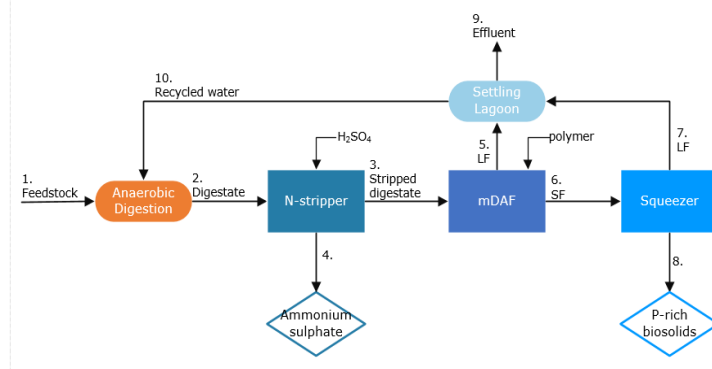 9.
Effluent
10.
Recycled water
Settling
Lagoon
H₂SO₄
5.
LF
polymer
7.
LF
1.
Feedstock
Anaerobic
Digestion
2.
Digestate
N-stripper
3.
Stripped
digestate
mDAF
6.
SF
Squeezer
4.
8.
Ammonium
sulphate
P-rich
biosolids